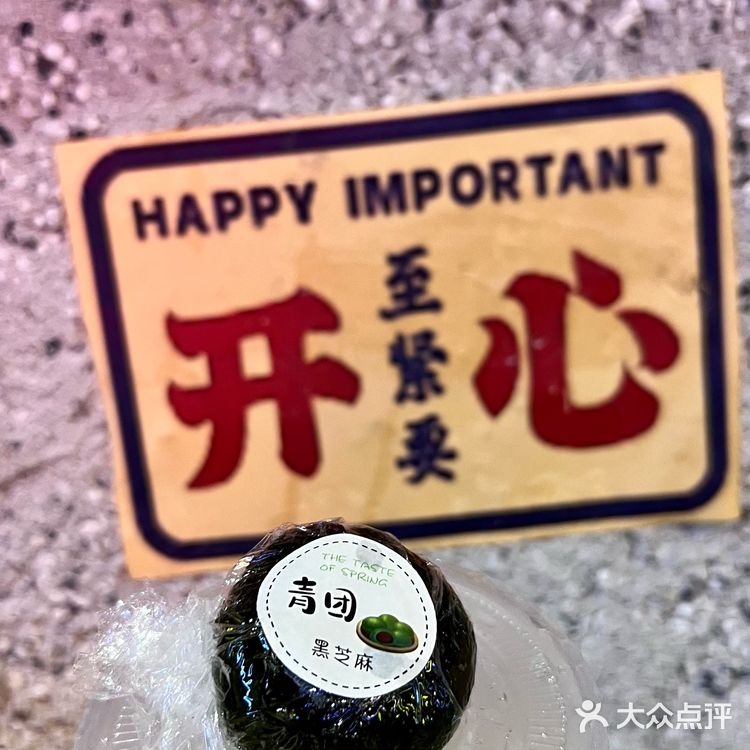 HAPPY IMPORTANT
开心
至紧要
THE TASTE
OF SPRING
青团
黑芝麻
大众点评